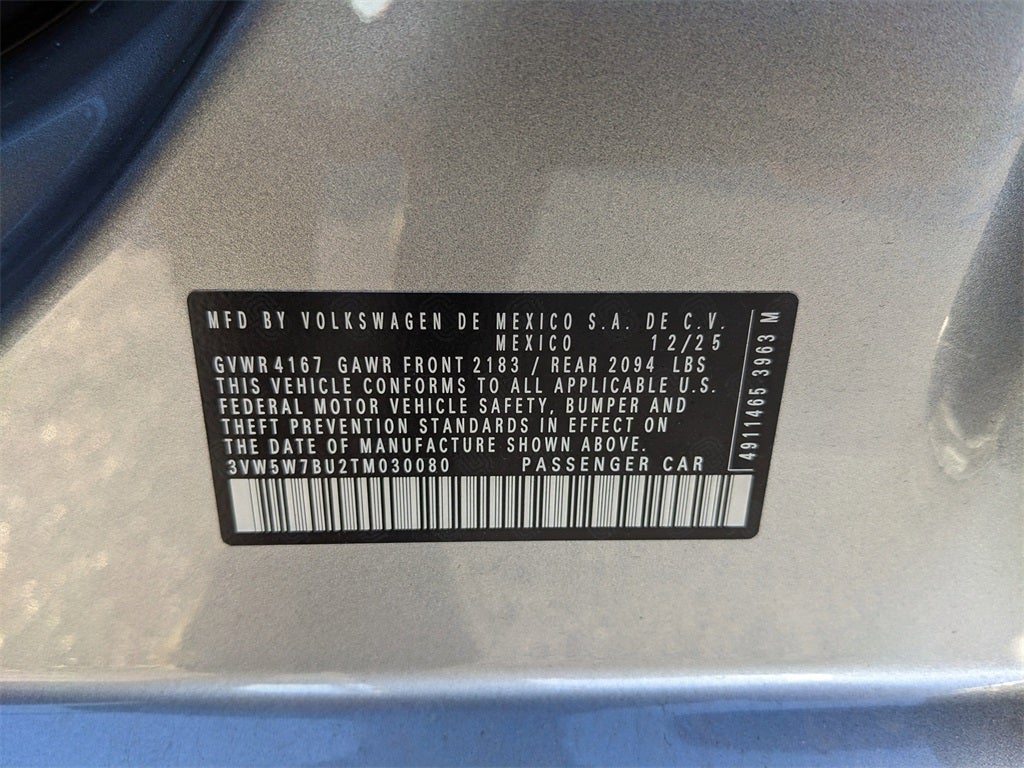 MFD BY VOLKSWAGEN DE MEXICO S.A. DE C.V.
MEXICO 12/25
GVWR 4167 GAWR FRONT 2183 / REAR 2094 LBS
THIS VEHICLE CONFORMS TO ALL APPLICABLE U.S.
FEDERAL MOTOR VEHICLE SAFETY, BUMPER AND
THEFT PREVENTION STANDARDS IN EFFECT ON
THE DATE OF MANUFACTURE SHOWN ABOVE.
3VW5W7BU2TM030080 PASSENGER CAR
4911465 3963 M